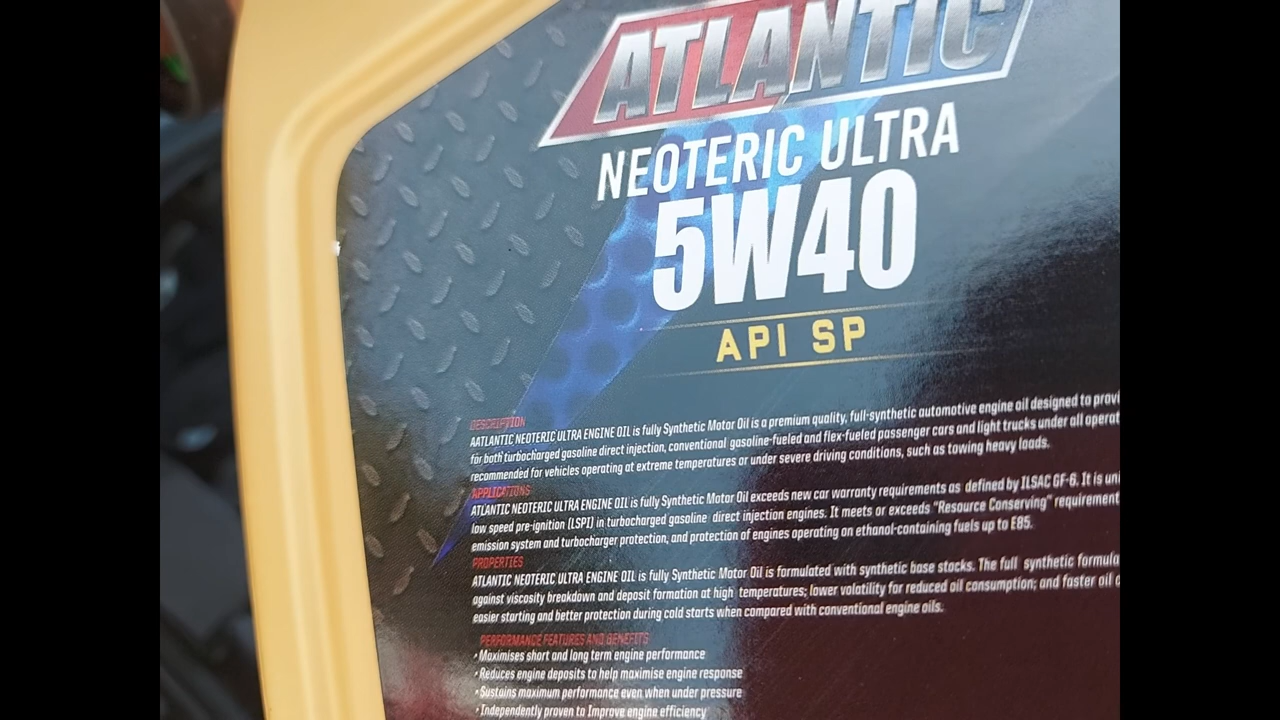 ATLANTIC
NEOTERIC ULTRA
5W40
API SP
DESCRIPTION
AATLANTIC NEOTERIC ULTRA ENGINE OIL is fully Synthetic Motor Oil is a premium quality, full-synthetic automotive engine oil designed to
for both turbocharged gasoline direct injection, conventional gasoline-fueled and flex-fueled passenger cars and light trucks under all
recommended for vehicles operating at extreme temperatures or under severe driving conditions, such as towing heavy loads.
APPLICATIONS
ATLANTIC NEOTERIC ULTRA ENGINE OIL is fully Synthetic Motor Oil exceeds new car warranty requirements as defined by ILSAC GF-6. It is
low speed pre-ignition (LSPI) in turbocharged gasoline direct injection engines. It meets or exceeds "Resource Conserving" requirement
emission system and turbocharger protection, and protection of engines operating on ethanol-containing fuels up to E85.
PROPERTIES
ATLANTIC NEOTERIC ULTRA ENGINE OIL is fully Synthetic Motor Oil is formulated with synthetic base stocks. The full synthetic
against viscosity breakdown and deposit formation at high temperatures; lower volatility for reduced oil consumption; and faster oil
easier starting and better protection during cold starts when compared with conventional engine oils.
PERFORMANCE FEATURES AND BENEFITS
• Maximises short and long term engine performance
• Reduces engine deposits to help maximise engine response
• Sustains maximum performance even when under pressure
• Independently proven to Improve engine efficiency